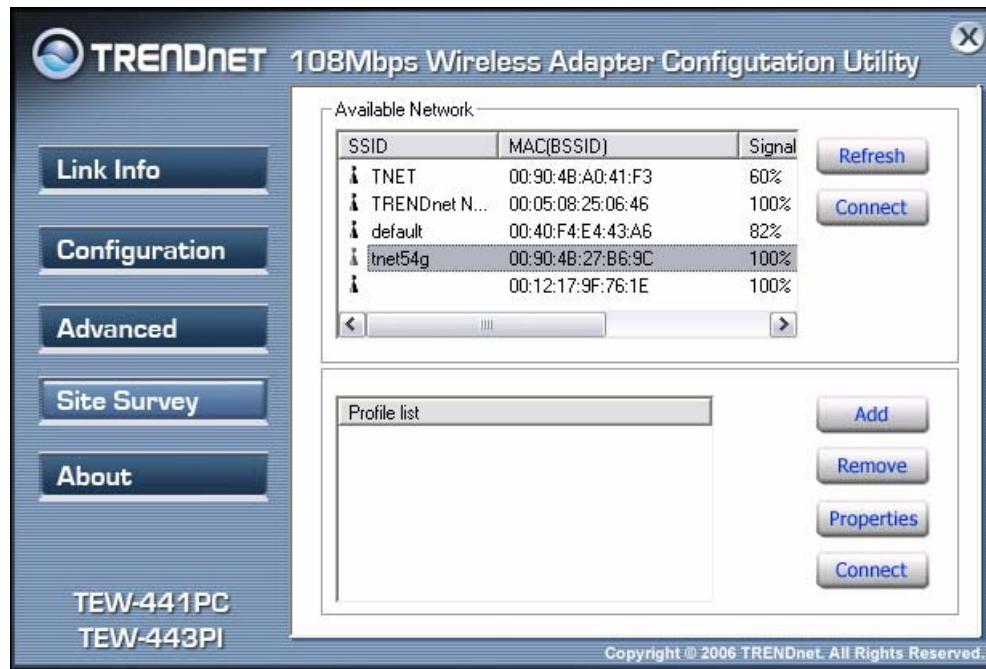 TRENDnet 108Mbps Wireless Adapter Configutation Utility
X
Link Info
Configuration
Advanced
Site Survey
About
TEW-441PC
TEW-443PI
Available Network
SSID MAC(BSSID) Signal
TNET 00:90:4B:A0:41:F3 60%
TRENDnet N... 00:05:08:25:06:46 100%
default 00:40:F4:E4:43:A6 82%
tnet54g 00:90:4B:27:B6:9C 100%
00:12:17:9F:76:1E 100%
Refresh
Connect
Profile list
Add
Remove
Properties
Connect
Copyright © 2006 TRENDnet. All Rights Reserved.